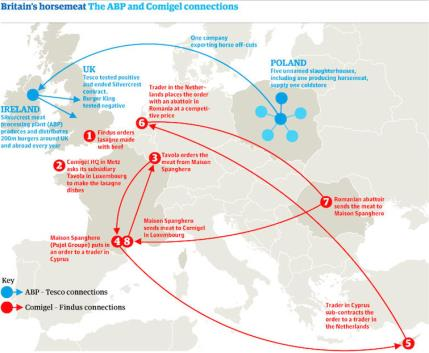 Britain's horsemeat The ABP and Comigel connections
One company
exporting horse off-cuts
POLAND
Five unnamed slaughterhouses,
including one producing horsemeat,
supply one coldstore
UK
Tesco tested positive
and ended Silvercrest
contract.
Burger King
tested negative
IRELAND
Silvercrest meat
processing plant (ABP)
produces and distributes
200m burgers around UK
and abroad every year
Trader in the Nether-
lands places the order
with an abattoir in
Romania at a competi-
tive price
6
1
Findus orders
lasagne made
with beef
2
Comigel HQ in Metz
asks its subsidiary
Tavola in Luxembourg
to make the lasagne
dishes
3
Tavola orders the
meat from Maison
Spanghero
7
Romanian abattoir
sends the meat to
Maison Spanghero
Maison Spanghero
sends meat to Comigel
in Luxembourg
4 8
Maison Spanghero
(Pujol Groupe) puts in
an order to a trader in
Cyprus
Key
ABP - Tesco connections
Comigel - Findus connections
Trader in Cyprus
sub-contracts the
order to a trader in
the Netherlands
5